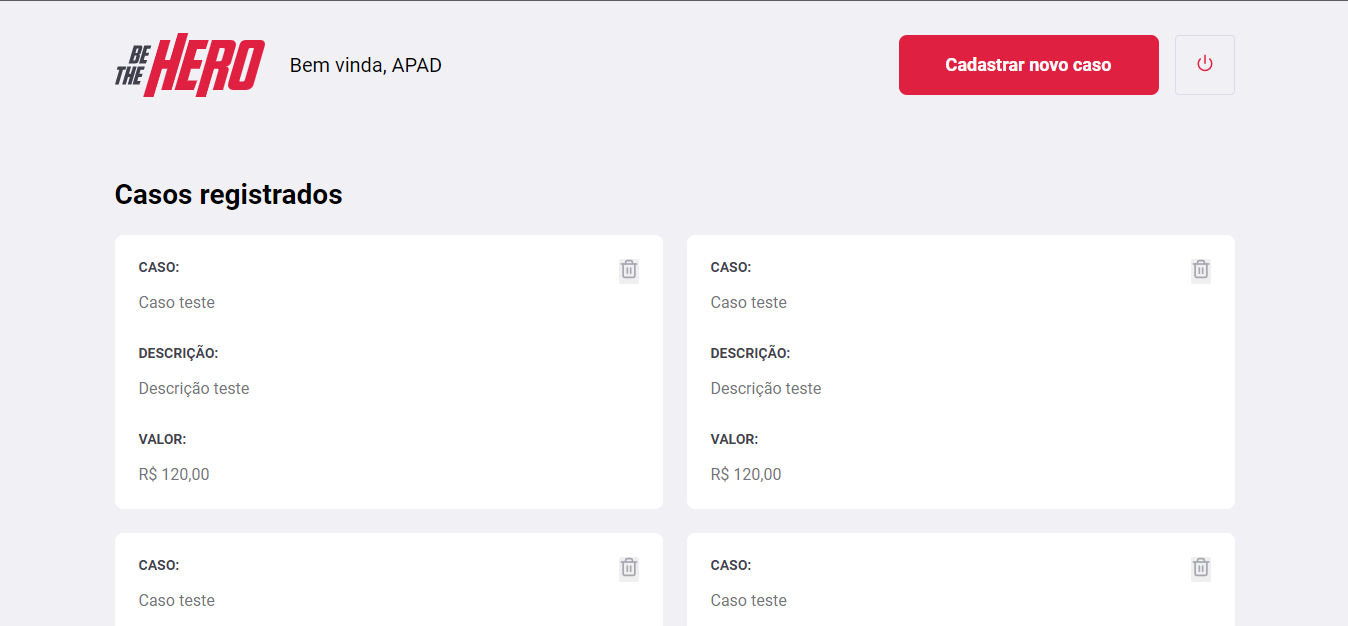 BE THE HERO
Bem vinda, APAD
Cadastrar novo caso
Casos registrados
CASO:
Caso teste
DESCRIÇÃO:
Descrição teste
VALOR:
R$ 120,00
CASO:
Caso teste
DESCRIÇÃO:
Descrição teste
VALOR:
R$ 120,00
CASO:
Caso teste
CASO:
Caso teste